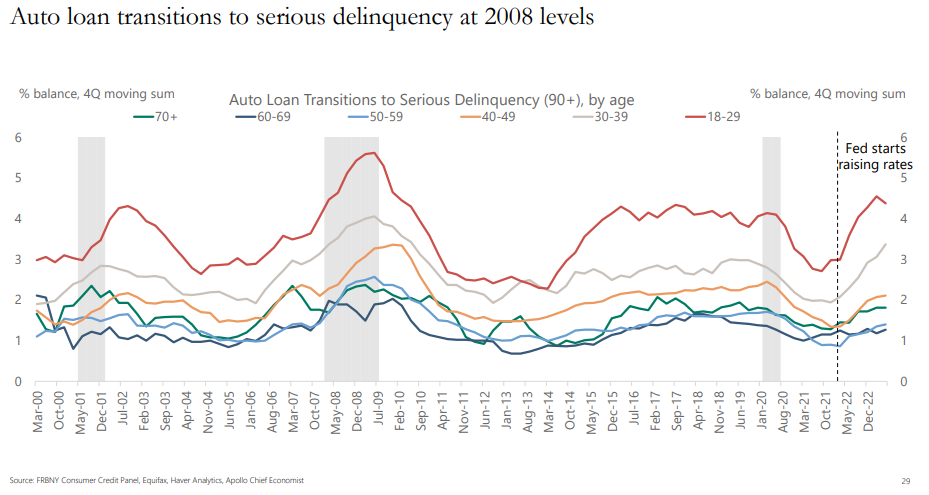 Auto loan transitions to serious delinquency at 2008 levels
% balance, 4Q moving sum
% balance, 4Q moving sum
Auto Loan Transitions to Serious Delinquency (90+), by age
70+ 60-69 50-59 40-49 30-39 18-29
6
5
4
3
2
1
0
6
5
4
3
2
1
0
Fed starts
raising rates
Mar-00
Oct-00
May-01
Dec-01
Jul-02
Feb-03
Sep-03
Apr-04
Nov-04
Jun-05
Jan-06
Aug-06
Mar-07
Oct-07
May-08
Dec-08
Jul-09
Feb-10
Sep-10
Apr-11
Nov-11
Jun-12
Jan-13
Aug-13
Mar-14
Oct-14
May-15
Dec-15
Jul-16
Feb-17
Sep-17
Apr-18
Nov-18
Jun-19
Jan-20
Aug-20
Mar-21
Oct-21
May-22
Dec-22
Source: FRBNY Consumer Credit Panel, Equifax, Haver Analytics, Apollo Chief Economist
29